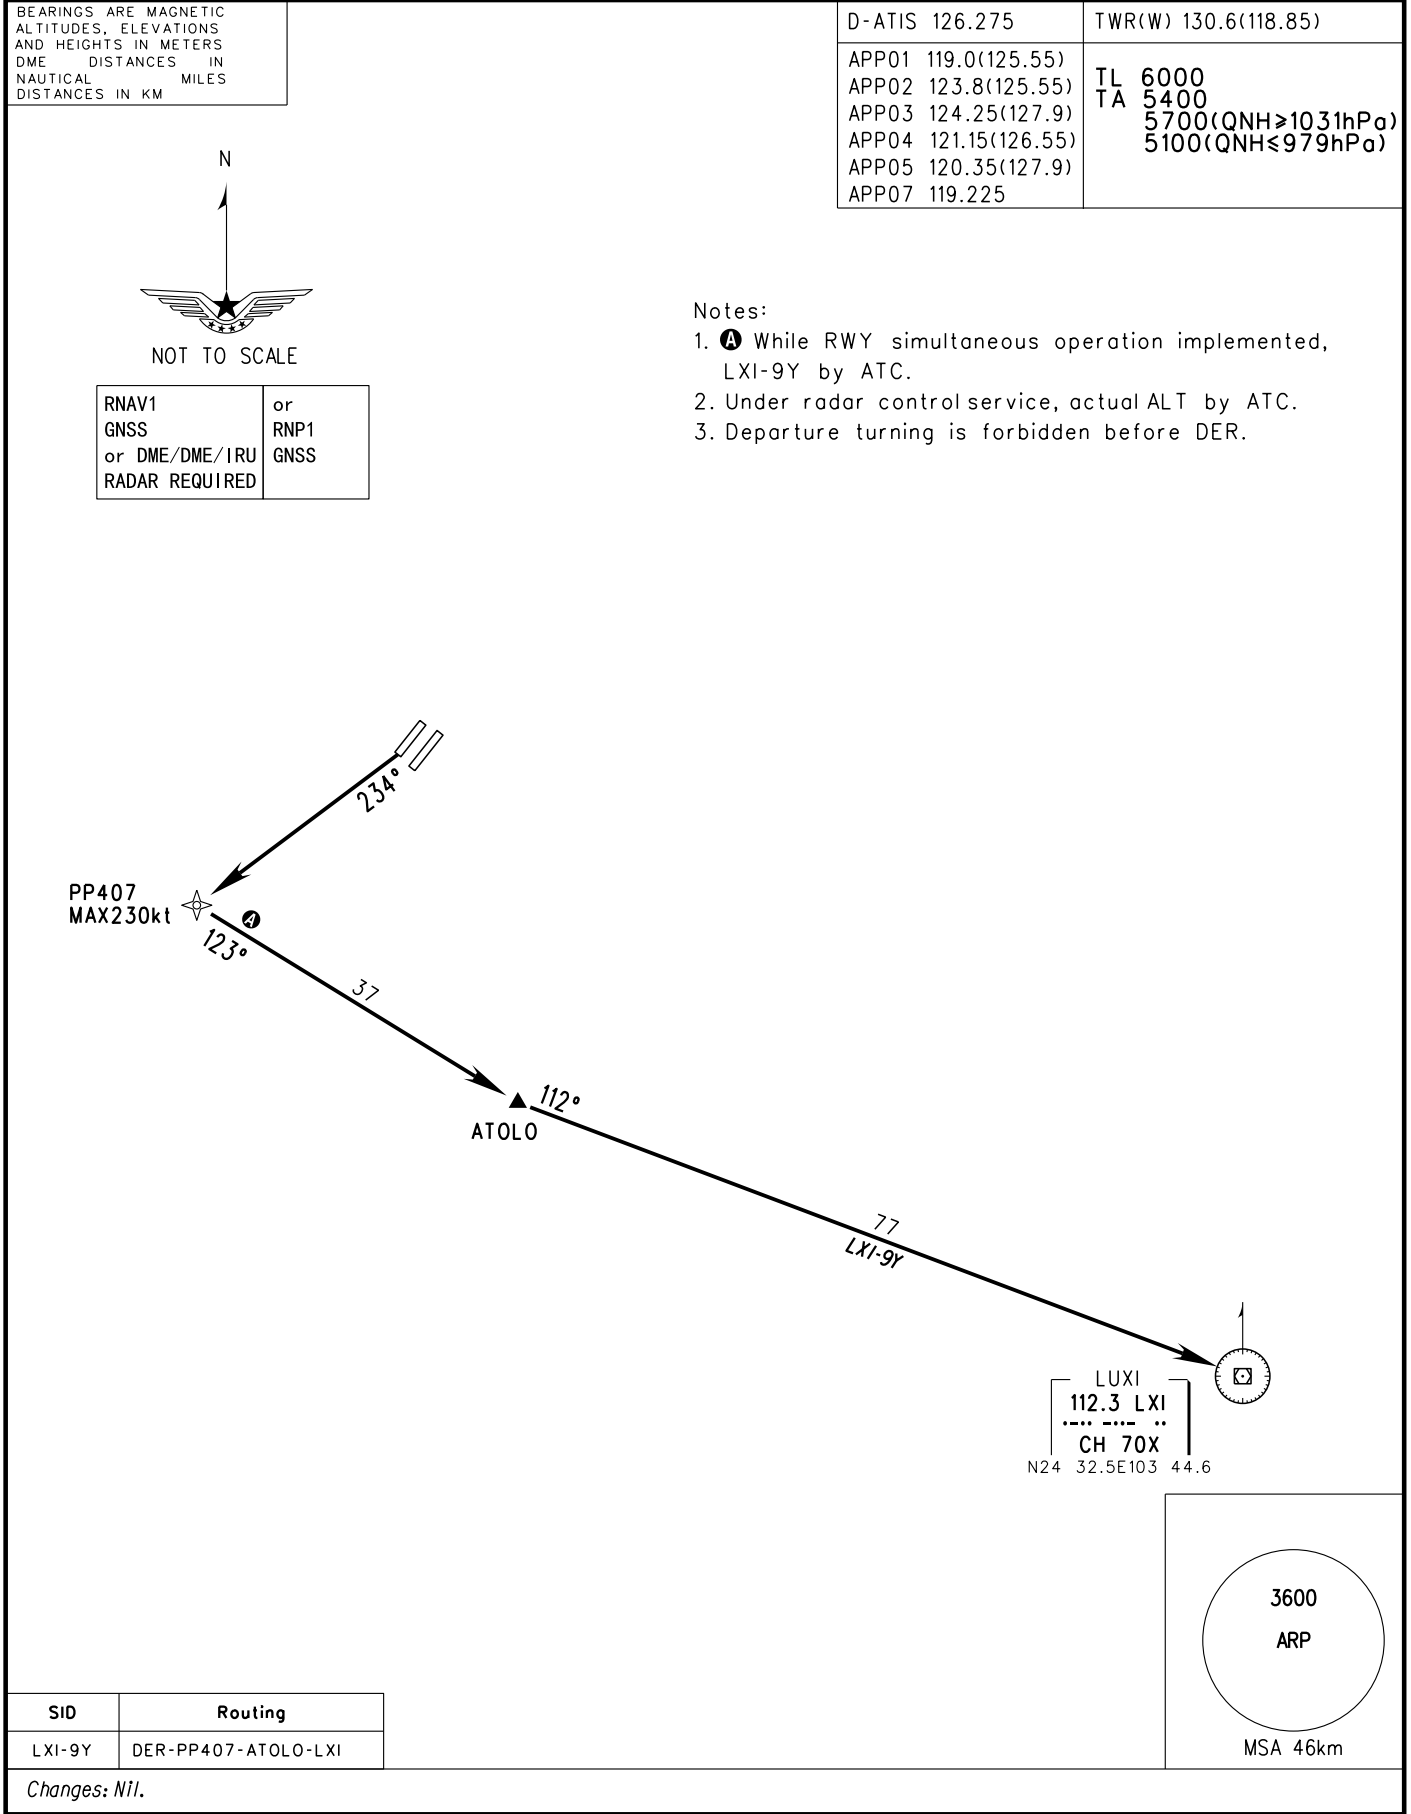 BEARINGS ARE MAGNETIC
ALTITUDES, ELEVATIONS
AND HEIGHTS IN METERS
DME DISTANCES IN
NAUTICAL MILES
DISTANCES IN KM
D-ATIS 126.275
TWR(W) 130.6(118.85)
APP01 119.0(125.55)
APP02 123.8(125.55)
APP03 124.25(127.9)
APP04 121.15(126.55)
APP05 120.35(127.9)
APP07 119.225
TL 6000
TA 5400
5700(QNH≥1031hPa)
5100(QNH≤979hPa)
N
NOT TO SCALE
RNAV1
GNSS
or DME/DME/IRU
RADAR REQUIRED
or
RNP1
GNSS
Notes:
1. A While RWY simultaneous operation implemented,
LXI-9Y by ATC.
2. Under radar control service, actual ALT by ATC.
3. Departure turning is forbidden before DER.
234°
PP407
MAX230kt
A
123°
37
112°
ATOLO
77
LXI-9Y
LUXI
112.3 LXI
CH 70X
N24 32.5E103 44.6
3600
ARP
MSA 46km
SID Routing
LXI-9Y DER-PP407-ATOLO-LXI
Changes: Nil.